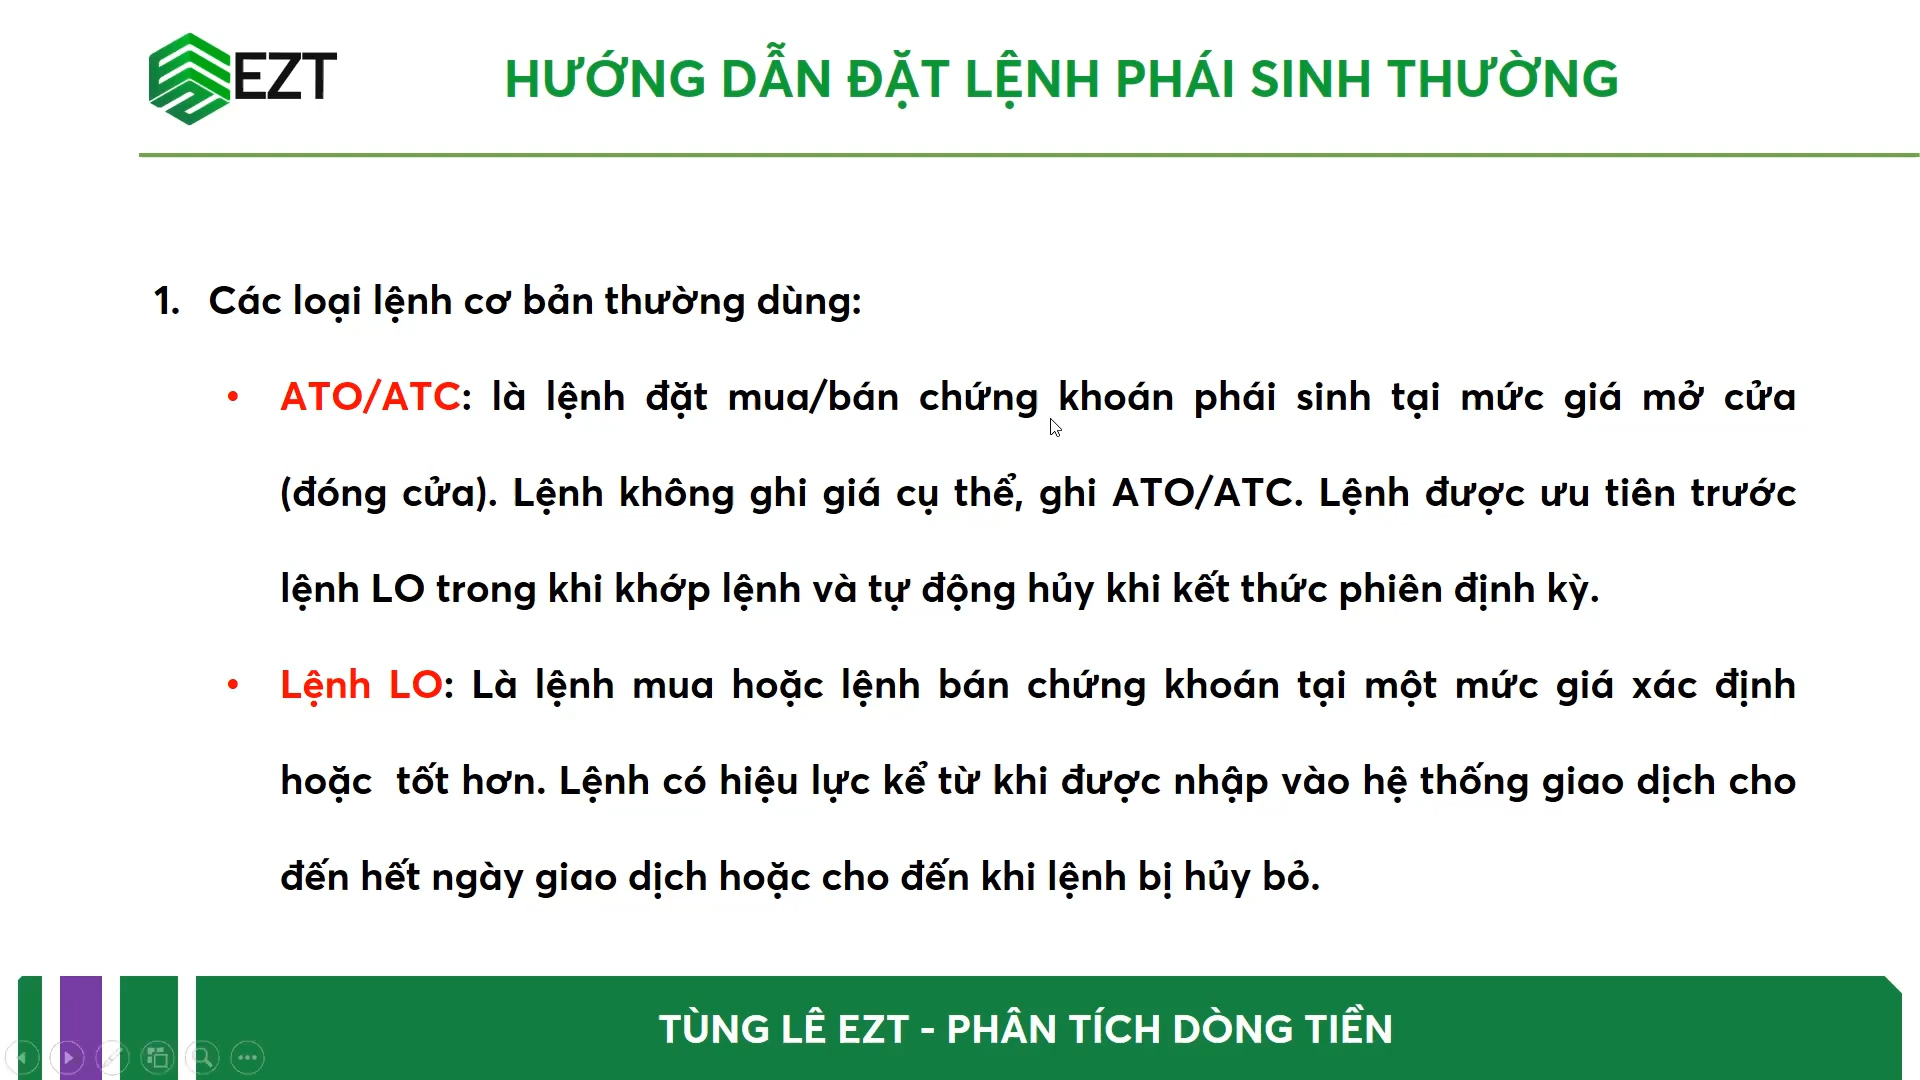 EZT
HƯỚNG DẪN ĐẶT LỆNH PHÁI SINH THƯỜNG
1. Các loại lệnh cơ bản thường dùng:
• ATO/ATC: là lệnh đặt mua/bán chứng khoán phái sinh tại mức giá mở cửa
(đóng cửa). Lệnh không ghi giá cụ thể, ghi ATO/ATC. Lệnh được ưu tiên trước
lệnh LO trong khi khớp lệnh và tự động hủy khi kết thức phiên định kỳ.
• Lệnh LO: Là lệnh mua hoặc lệnh bán chứng khoán tại một mức giá xác định
hoặc tốt hơn. Lệnh có hiệu lực kể từ khi được nhập vào hệ thống giao dịch cho
đến hết ngày giao dịch hoặc cho đến khi lệnh bị hủy bỏ.
TÙNG LÊ EZT - PHÂN TÍCH DÒNG TIỀN